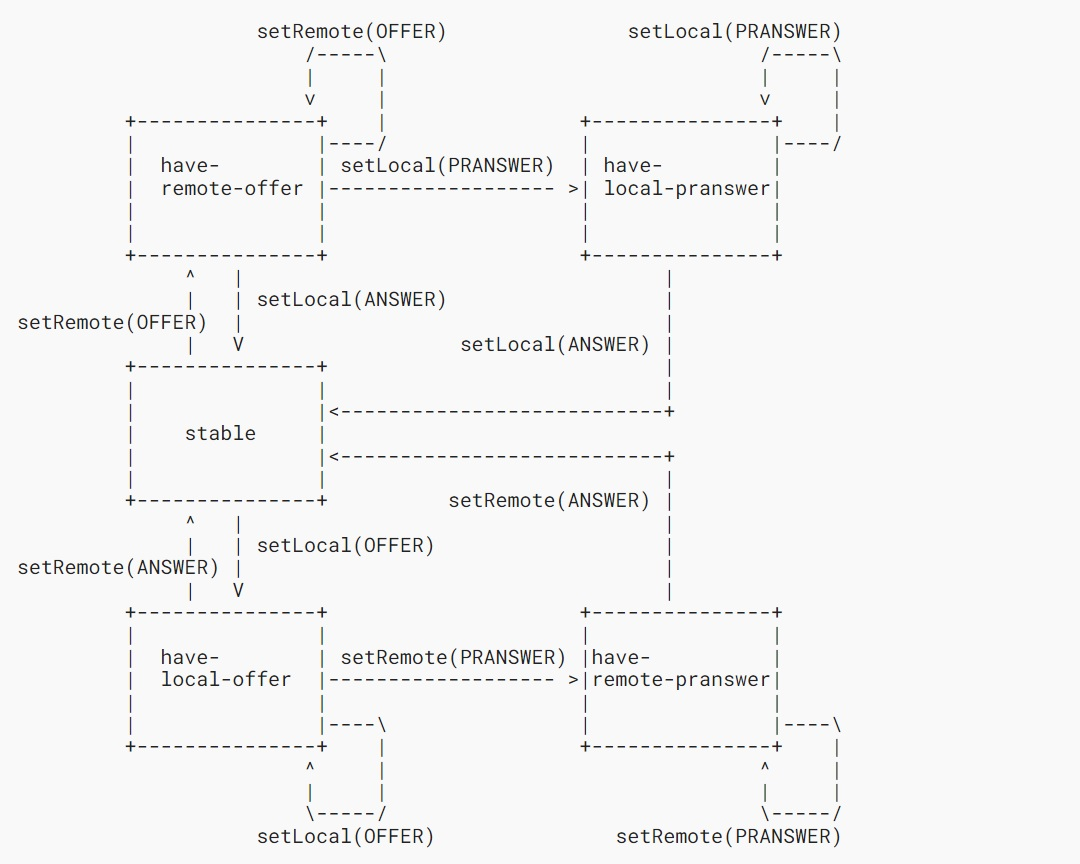 setRemote(OFFER) setLocal(PRANSWER)
/-----\ /-----\
| | | |
v | v |
+---------------+ | +---------------+ |
| |----/ | |----/
| have- | setLocal(PRANSWER) | have- |
| remote-offer |------------------- >| local-pranswer|
| | | |
| | | |
+---------------+ +---------------+
^ | |
| | setLocal(ANSWER) |
setRemote(OFFER) | |
| V setLocal(ANSWER) |
+---------------+ |
| | |
| |<---------------------------+
| stable |
| |<---------------------------+
| | |
+---------------+ setRemote(ANSWER) |
^ | |
| | setLocal(OFFER) |
setRemote(ANSWER) | |
| V |
+---------------+ +---------------+
| | | |
| have- | setRemote(PRANSWER) |have- |
| local-offer |------------------- >|remote-pranswer|
| | | |
| |----\ | |----\
+---------------+ | +---------------+ |
^ | ^ |
| | | |
\-----/ \-----/
setLocal(OFFER) setRemote(PRANSWER)